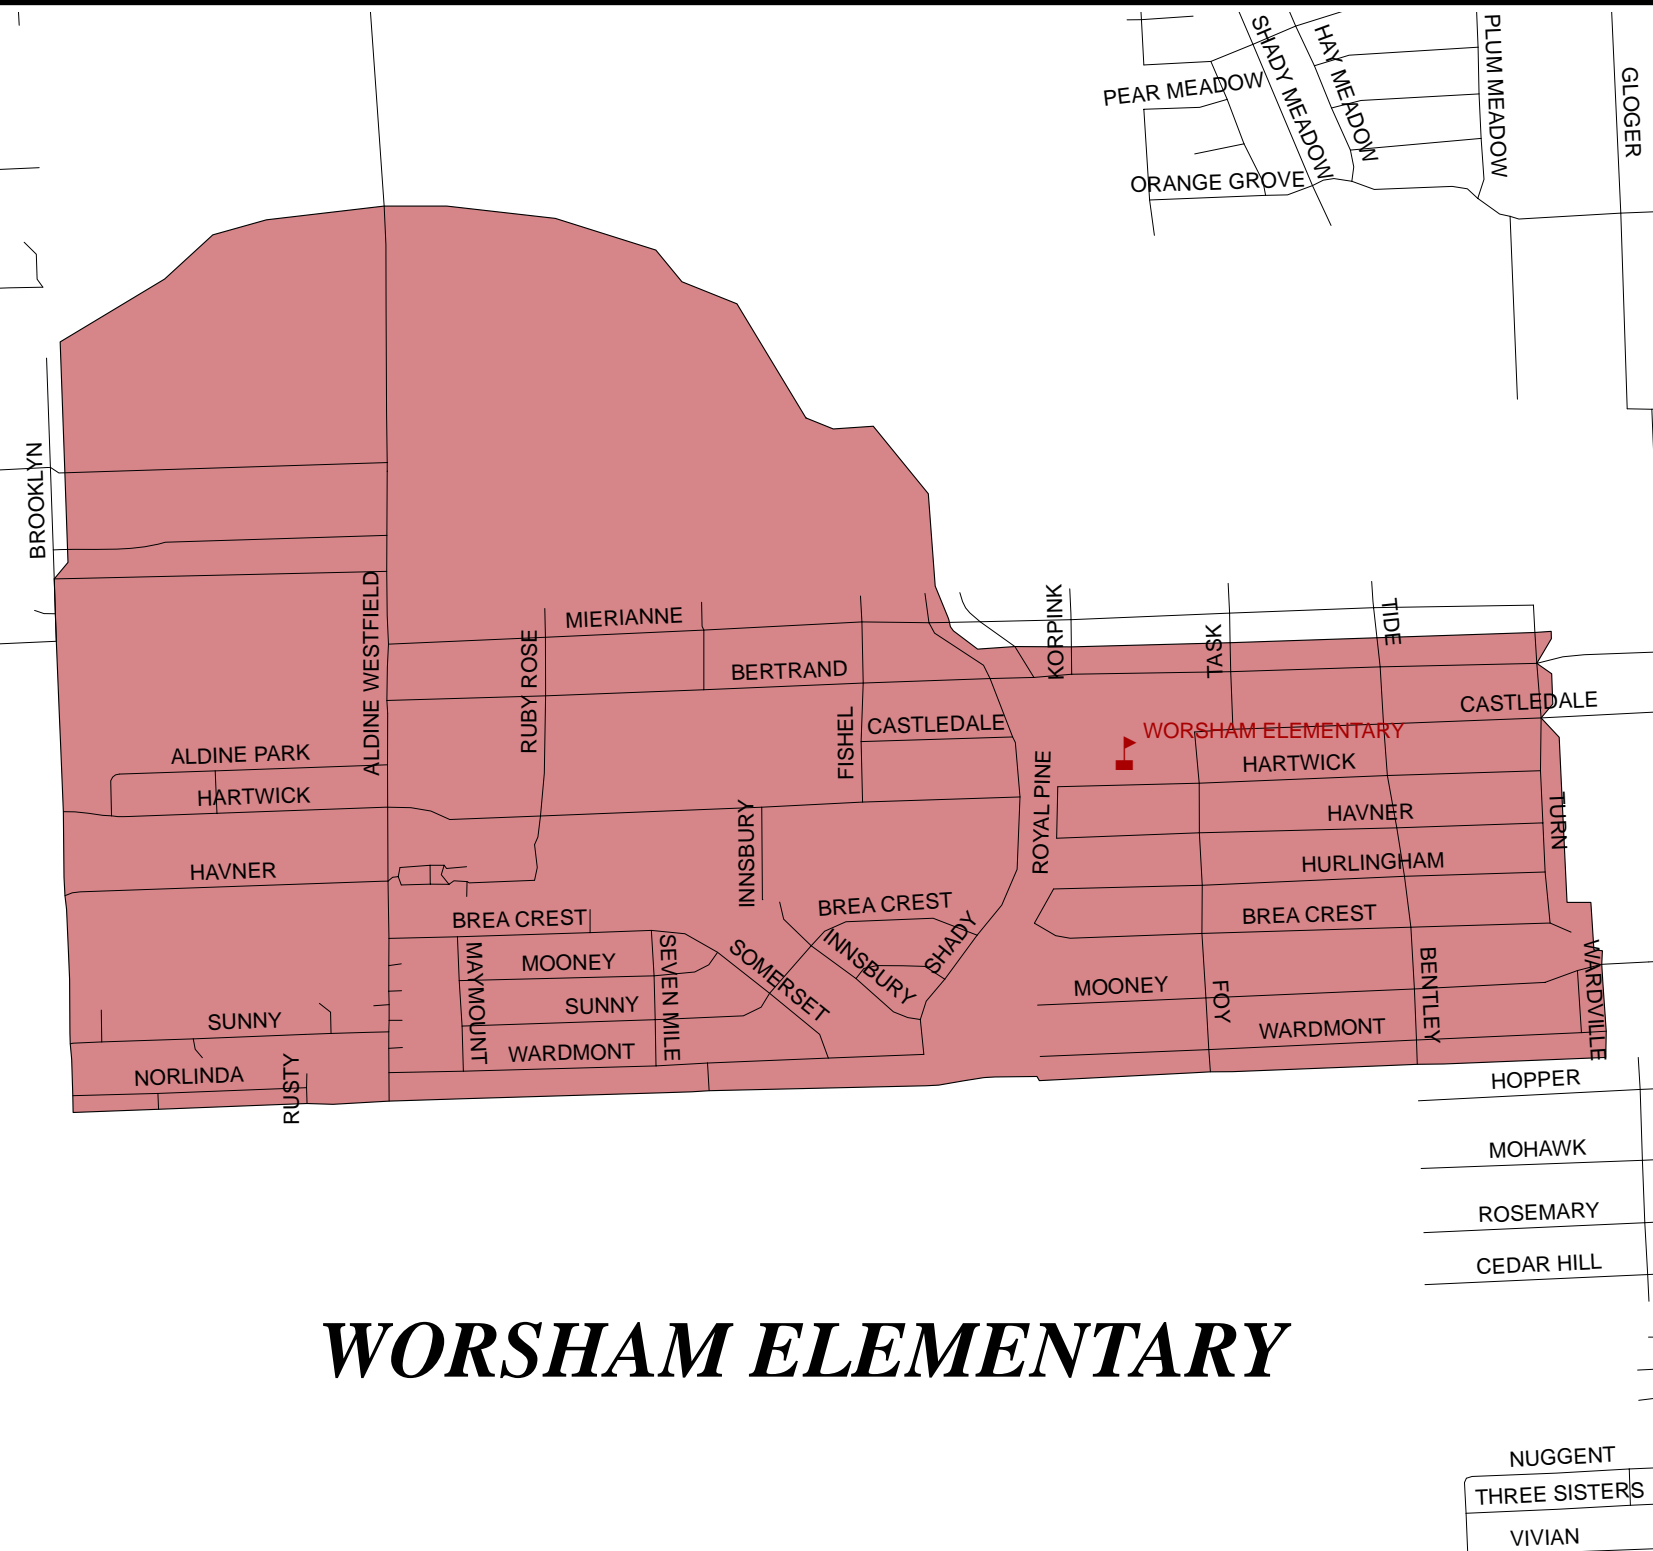 SHADY MEADOW
HAY MEADOW
PLUM MEADOW
GLOGER
PEAR MEADOW
ORANGE GROVE
BROOKLYN
ALDINE WESTFIELD
RUBY ROSE
MIERIANNE
BERTRAND
KORPINK
TASK
TIDE
CASTLEDALE
FISHEL
CASTLEDALE
WORSHAM ELEMENTARY
ALDINE PARK
HARTWICK
HARTWICK
ROYAL PINE
INNSBURY
HAVNER
TURN
HURLINGHAM
HAVNER
BREA CREST
BREA CREST
BREA CREST
MAYMOUNT
MOONEY
SEVEN MILE
SOMERSET
INNSBURY
SHADY
MOONEY
FOY
BENTLEY
WARDVILLE
SUNNY
SUNNY
WARDMONT
WARDMONT
NORLINDA
RUSTY
HOPPER
MOHAWK
ROSEMARY
CEDAR HILL
WORSHAM ELEMENTARY
NUGGENT
THREE SISTERS
VIVIAN